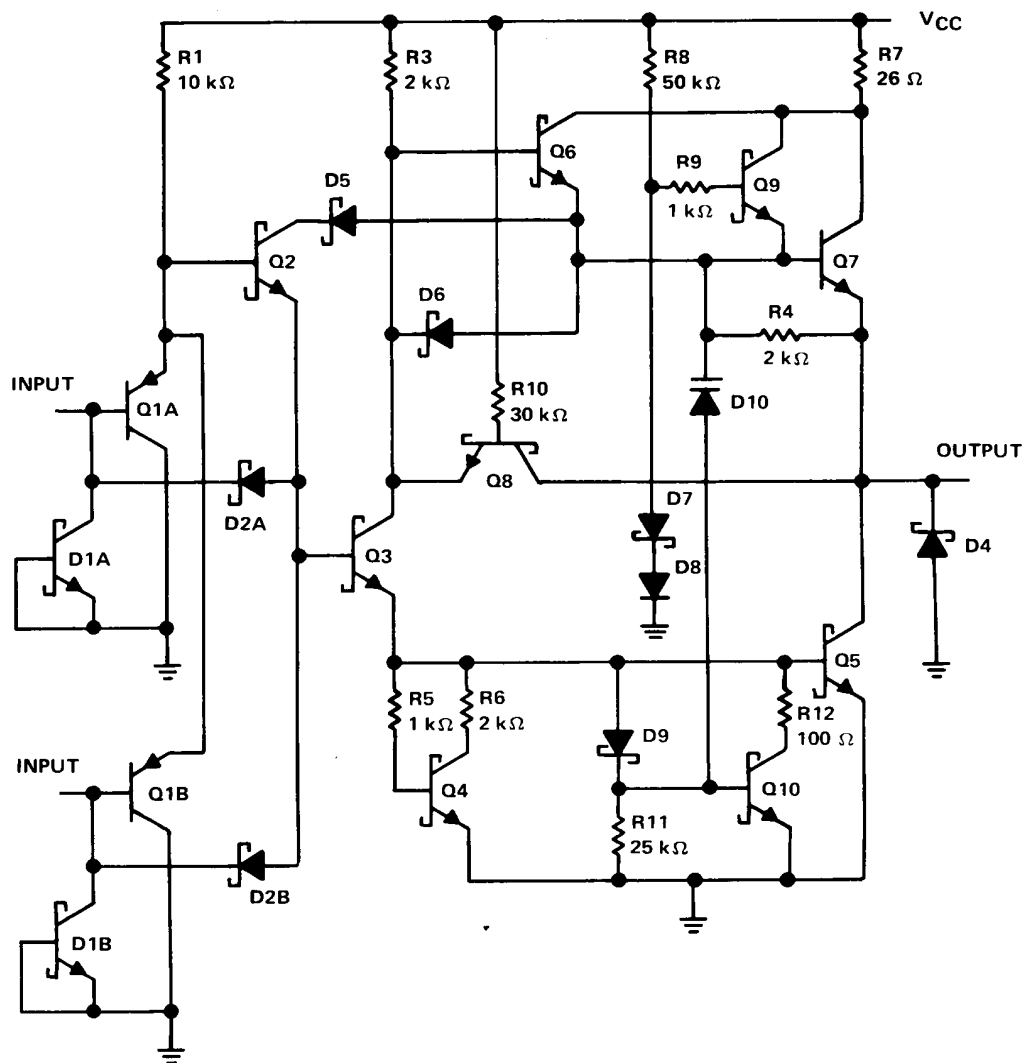 VCC
R1
10 kΩ
R3
2 kΩ
R8
50 kΩ
R7
26 Ω
Q6
R9
1 kΩ
Q9
D5
Q2
Q7
D6
R4
2 kΩ
INPUT
Q1A
R10
30 kΩ
D10
OUTPUT
Q8
D2A
D7
D1A
Q3
D8
D4
Q5
R5
1 kΩ
R6
2 kΩ
R12
100 Ω
D9
INPUT
Q1B
Q4
Q10
R11
25 kΩ
D2B
D1B